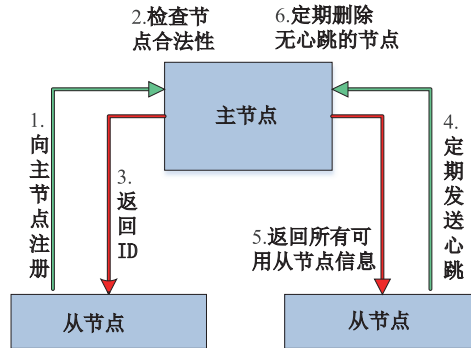 2.检查节
点合法性
6.定期删除
无心跳的节点
主节点
1.
向
主
节
点
注
册
3.
返
回
ID
4.
定
期
发
送
心
跳
5.返回所有可
用从节点信息
从节点
从节点